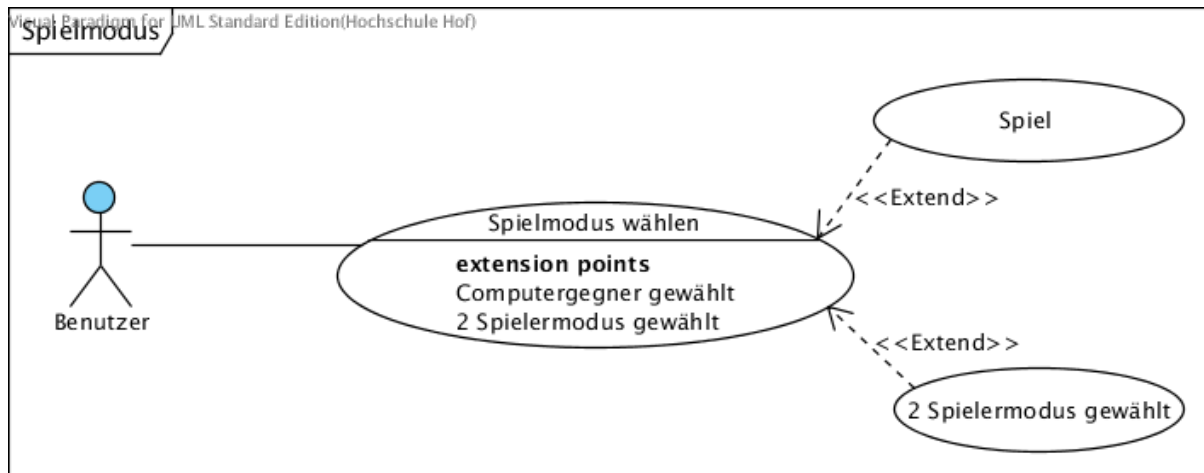 Visual Paradigm for UML Standard Edition(Hochschule Hof)
Spielmodus
Spiel
<<Extend>>
Spielmodus wählen
extension points
Computergegner gewählt
2 Spielermodus gewählt
Benutzer
<<Extend>>
2 Spielermodus gewählt